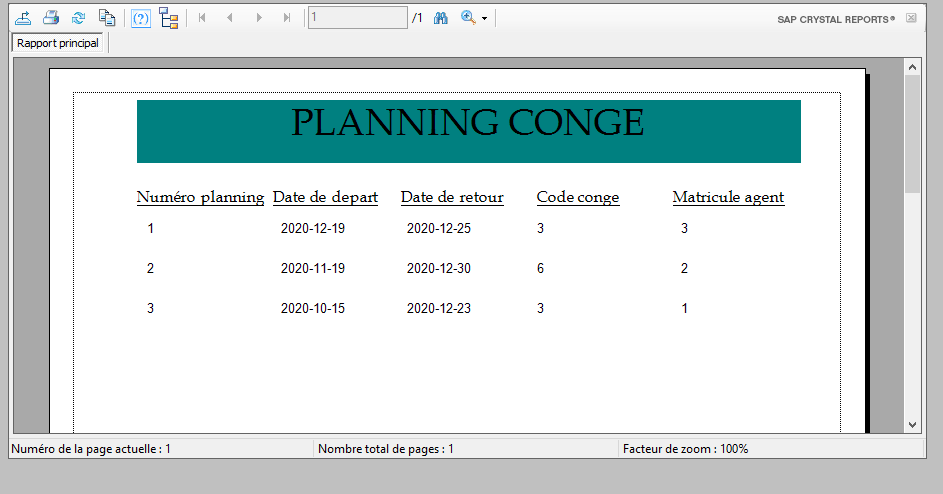 1 /1 SAP CRYSTAL REPORTS®
Rapport principal
PLANNING CONGE
Numéro planning Date de depart Date de retour Code conge Matricule agent
1 2020-12-19 2020-12-25 3 3
2 2020-11-19 2020-12-30 6 2
3 2020-10-15 2020-12-23 3 1
Numéro de la page actuelle : 1 Nombre total de pages : 1 Facteur de zoom : 100%